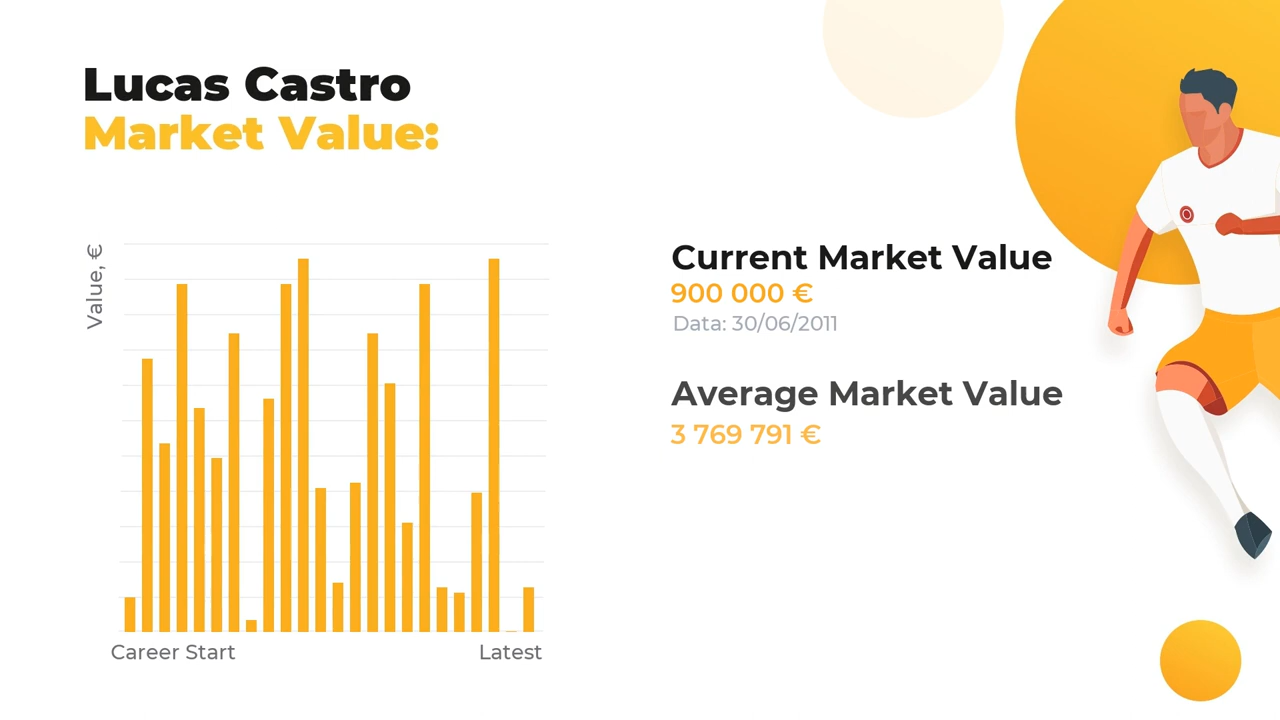 Lucas Castro
Market Value:
Value, €
Career Start
Latest
Current Market Value
900 000 €
Data: 30/06/2011
Average Market Value
3 769 791 €